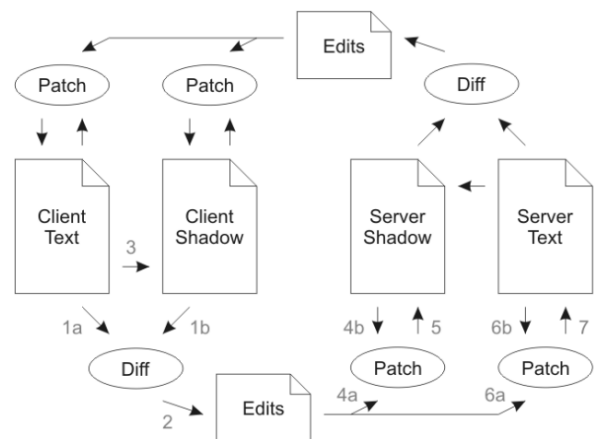 Edits
Patch
Patch
Diff
Client
Text
Client
Shadow
Server
Shadow
Server
Text
3
1a
1b
4b
5
6b
7
Diff
Patch
Patch
2
Edits
4a
6a